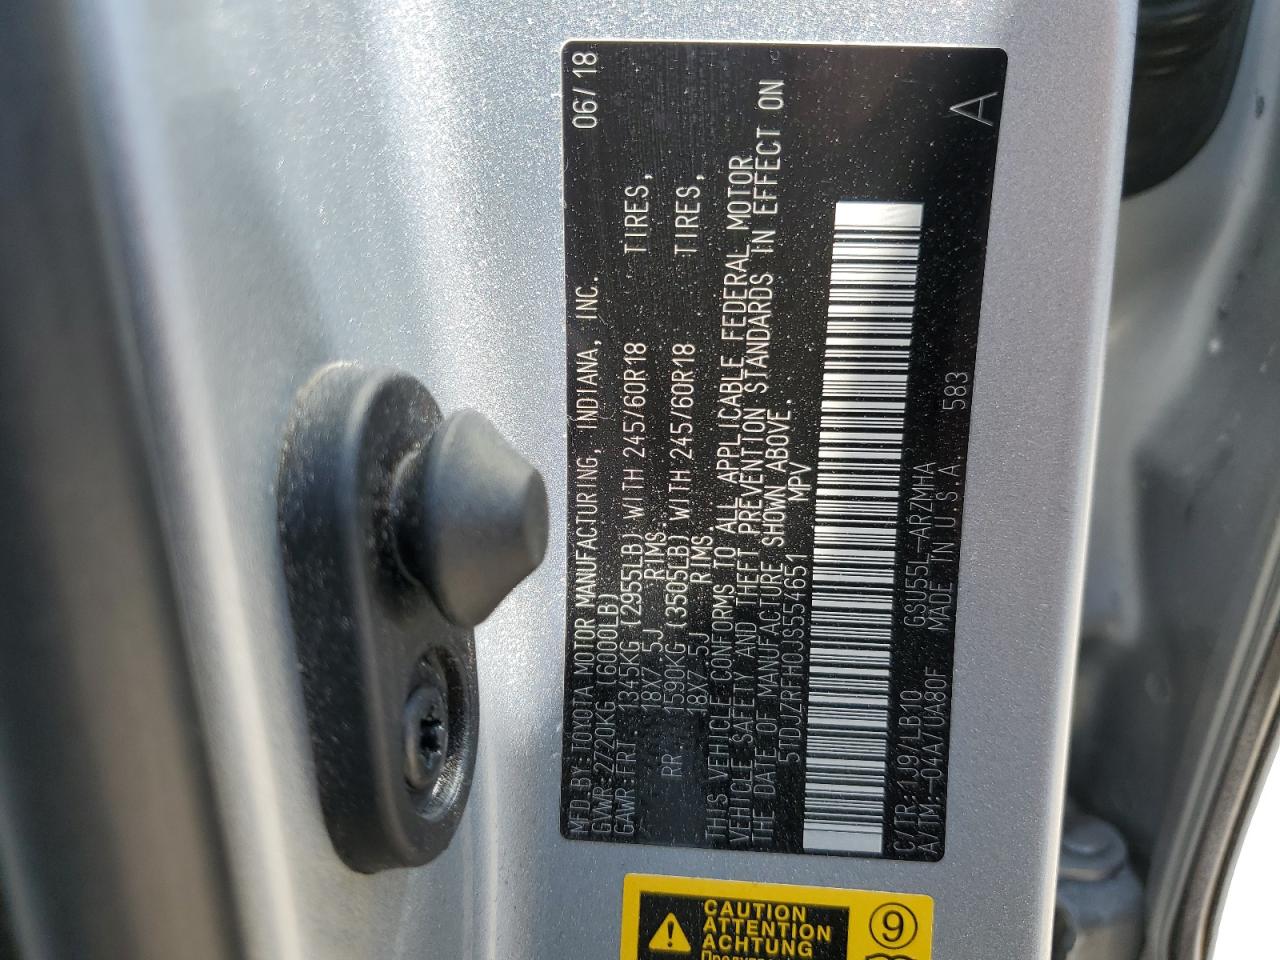 MFD. BY: TOYOTA MOTOR MANUFACTURING, INDIANA, INC. 06/18
GVWR: 2720KG (6000LB)
GAWR: FRT. 1345KG (2955LB) WITH 245/60R18 TIRES,
18X7.5J RIMS.
RR. 1590KG (3505LB) WITH 245/60R18 TIRES,
18X7.5J RIMS.
THIS VEHICLE CONFORMS TO ALL APPLICABLE FEDERAL MOTOR
VEHICLE SAFETY AND THEFT PREVENTION STANDARDS IN EFFECT ON
THE DATE OF MANUFACTURE SHOWN ABOVE.
5TDJZRFH0JS554651 MPV
C/TR: 1J9/LB10 GSU55L-ARZMHA
A/TM: -04A/UA80F MADE IN U.S.A. 583 A
CAUTION
ATTENTION
ACHTUNG
9